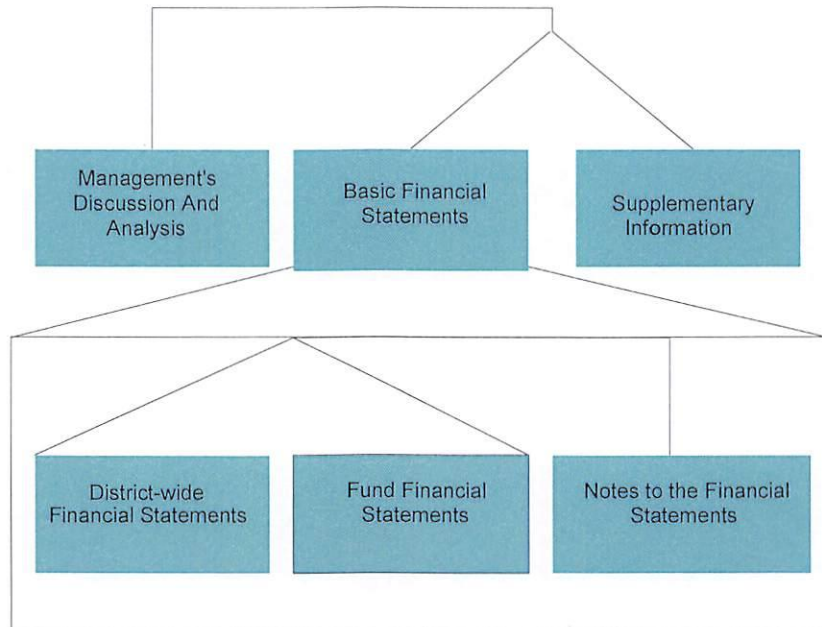 Management's
Discussion And
Analysis
Basic Financial
Statements
Supplementary
Information
District-wide
Financial Statements
Fund Financial
Statements
Notes to the Financial
Statements